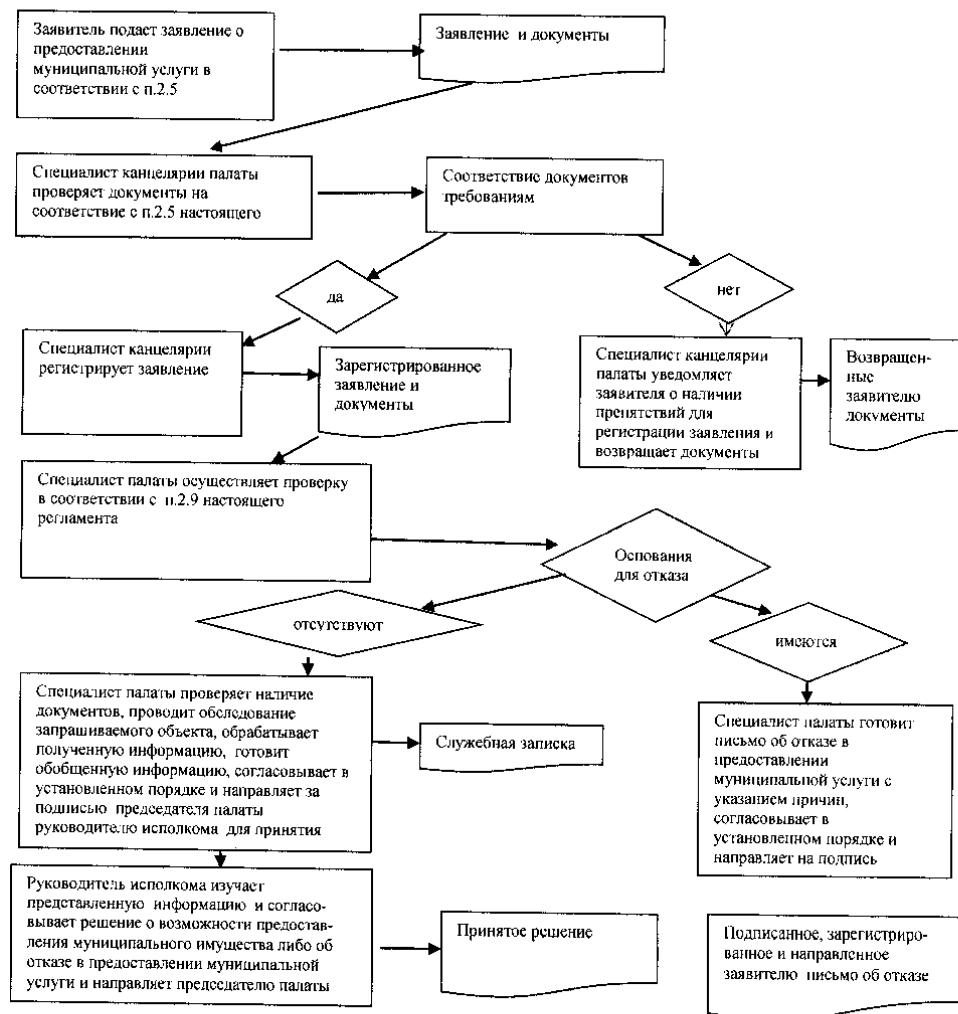 Заявитель подает заявление о
предоставлении
муниципальной услуги в
соответствии с п.2.5
Заявление и документы
Специалист канцелярии палаты
проверяет документы на
соответствие с п.2.5 настоящего
Соответствие документов
требованиям
да
нет
Специалист канцелярии
регистрирует заявление
Зарегистрированное
заявление и
документы
Специалист канцелярии
палаты уведомляет
заявителя о наличии
препятствий для
регистрации заявления и
возвращает документы
Возвращен-
ные
заявителю
документы
Специалист палаты осуществляет проверку
в соответствии с п.2.9 настоящего
регламента
Основания
для отказа
отсутствуют
имеются
Специалист палаты проверяет наличие
документов, проводит обследование
запрашиваемого объекта, обрабатывает
полученную информацию, готовит
обобщенную информацию, согласовывает в
установленном порядке и направляет за
подписью председателя палаты
руководителю исполкома для принятия
Служебная записка
Специалист палаты готовит
письмо об отказе в
предоставлении
муниципальной услуги с
указанием причин,
согласовывает в
установленном порядке и
направляет на подпись
Руководитель исполкома изучает
представленную информацию и согласо-
вывает решение о возможности предостав-
ления муниципального имущества либо об
отказе в предоставлении муниципальной
услуги и направляет председателю палаты
Принятое решение
Подписанное, зарегистриро-
ванное и направленное
заявителю письмо об отказе